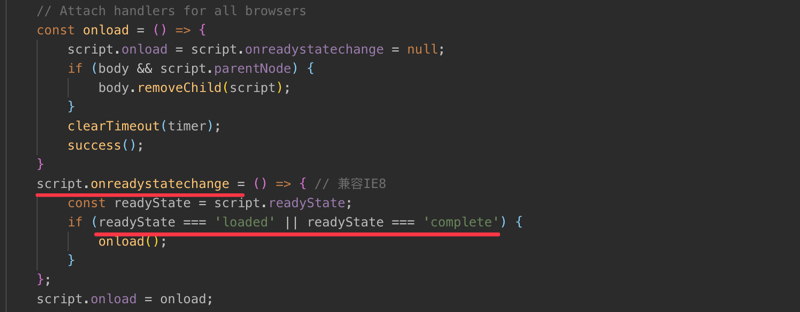 // Attach handlers for all browsers
const onload = () => {
script.onload = script.onreadystatechange = null;
if (body && script.parentNode) {
body.removeChild(script);
}
clearTimeout(timer);
success();
}
script.onreadystatechange = () => { // 兼容IE8
const readyState = script.readyState;
if (readyState === 'loaded' || readyState === 'complete') {
onload();
}
};
script.onload = onload;